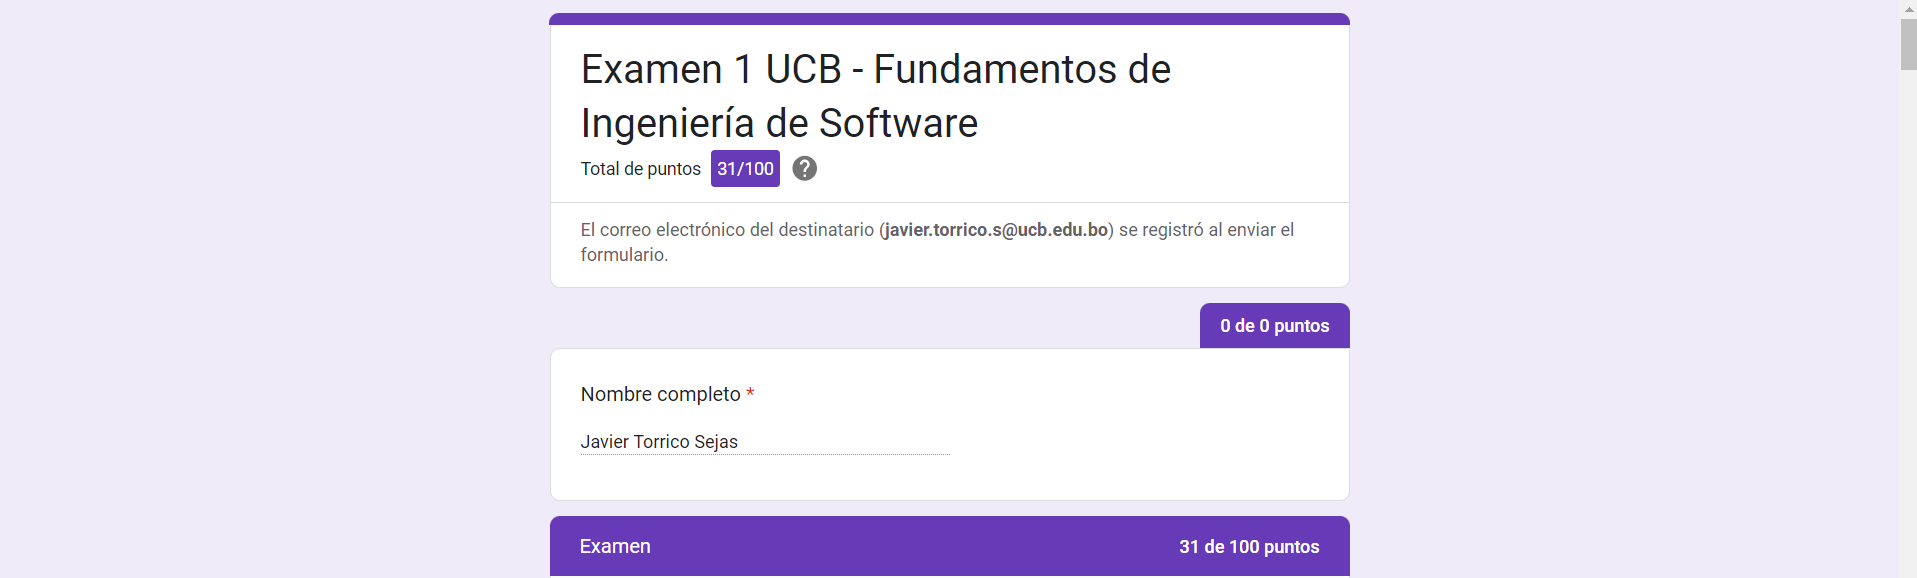 Examen 1 UCB - Fundamentos de
Ingeniería de Software
Total de puntos 31/100 ?
El correo electrónico del destinatario (javier.torrico.s@ucb.edu.bo) se registró al enviar el
formulario.
0 de 0 puntos
Nombre completo *
Javier Torrico Sejas
Examen 31 de 100 puntos